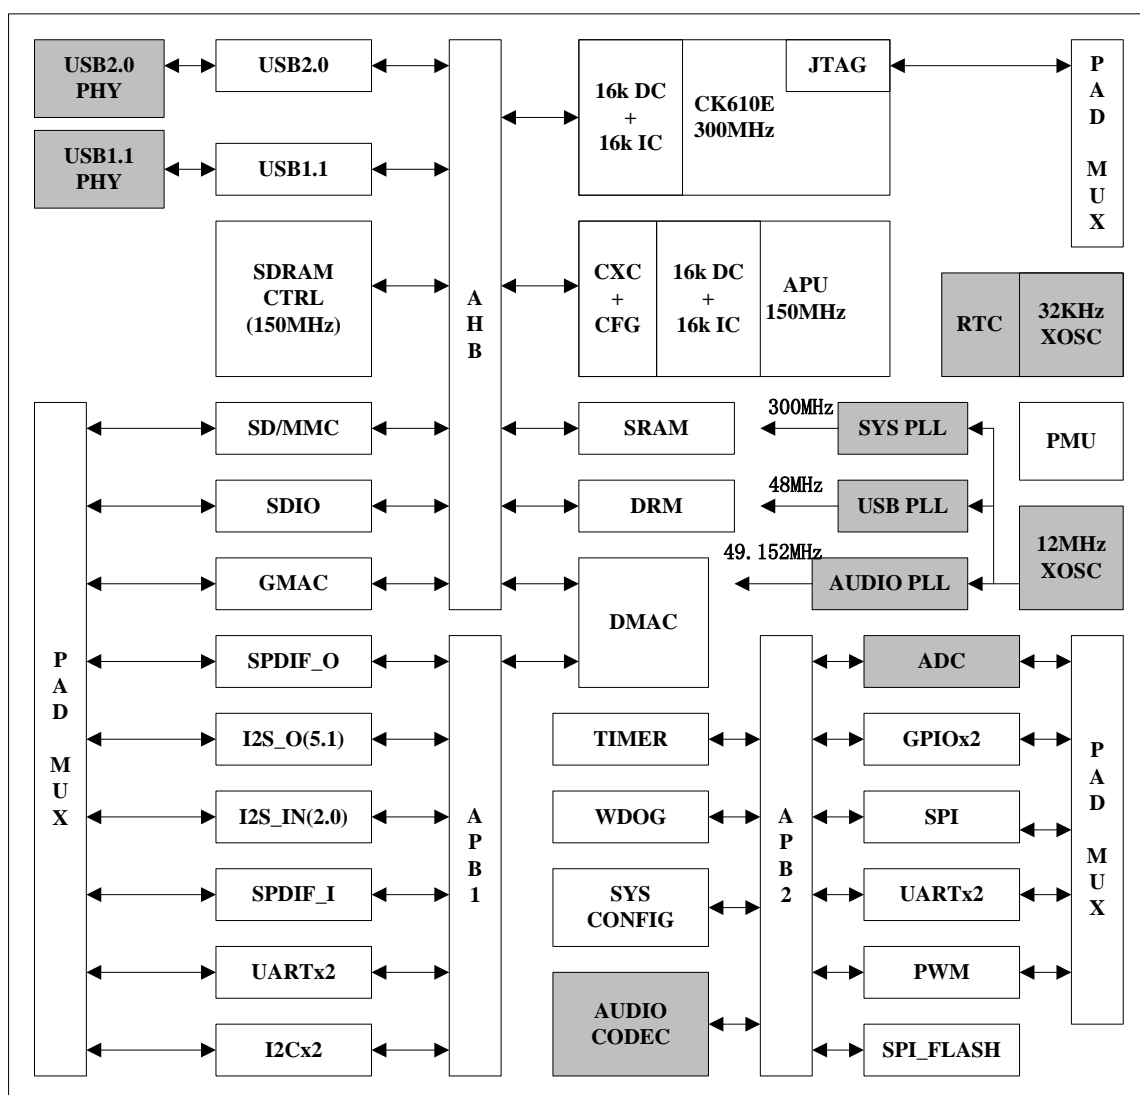 USB2.0
PHY
USB2.0
USB1.1
PHY
USB1.1
SDRAM
CTRL
(150MHz)
A
H
B
16k DC
+
16k IC
CK610E
300MHz
JTAG
P
A
D
M
U
X
CXC
+
CFG
16k DC
+
16k IC
APU
150MHz
RTC
32KHz
XOSC
SD/MMC
SDIO
GMAC
SRAM
DRM
DMAC
300MHz
SYS PLL
48MHz
USB PLL
49.152MHz
AUDIO PLL
PMU
12MHz
XOSC
P
A
D
M
U
X
SPDIF_O
I2S_O(5.1)
I2S_IN(2.0)
SPDIF_I
UARTx2
I2Cx2
A
P
B
1
TIMER
WDOG
SYS
CONFIG
AUDIO
CODEC
A
P
B
2
ADC
GPIOx2
SPI
UARTx2
PWM
SPI_FLASH
P
A
D
M
U
X